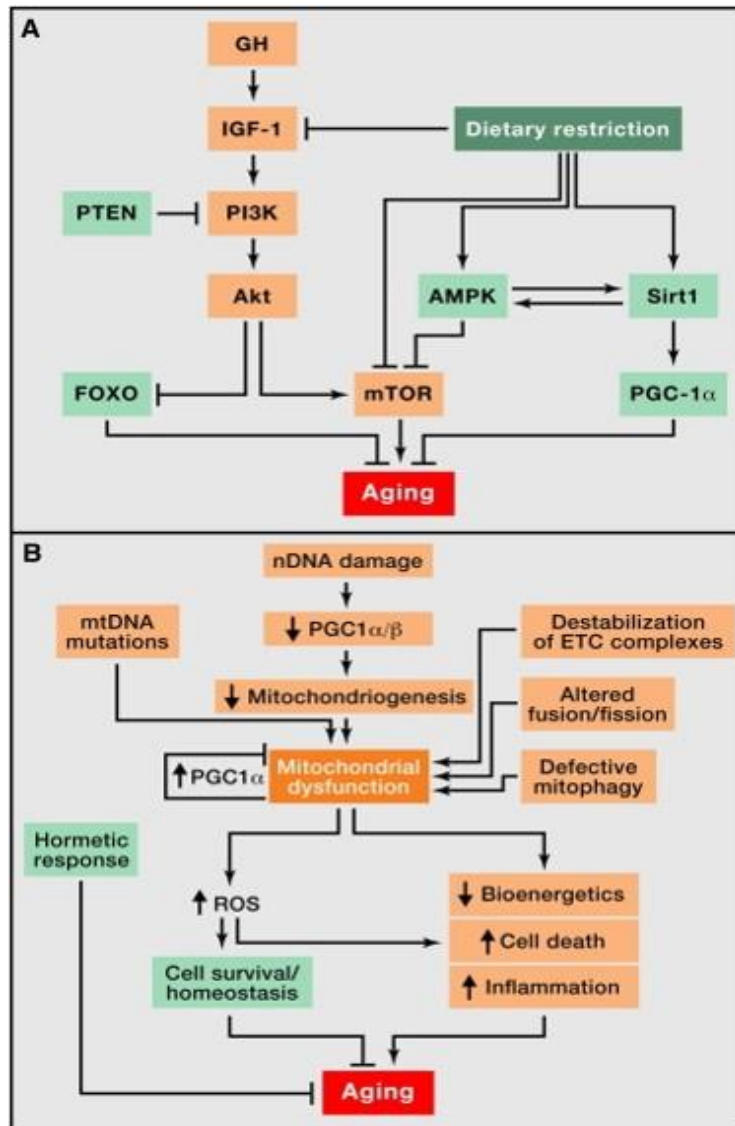 A
GH
IGF-1
Dietary restriction
PTEN
PI3K
Akt
AMPK
Sirt1
FOXO
mTOR
PGC-1α
Aging
B
nDNA damage
mtDNA
mutations
↓ PGC1α/β
Destabilization
of ETC complexes
↓ Mitochondriogenesis
Altered
fusion/fission
↑ PGC1α
Mitochondrial
dysfunction
Defective
mitophagy
Hormetic
response
↑ ROS
↓ Bioenergetics
↑ Cell death
↑ Inflammation
Cell survival/
homeostasis
Aging